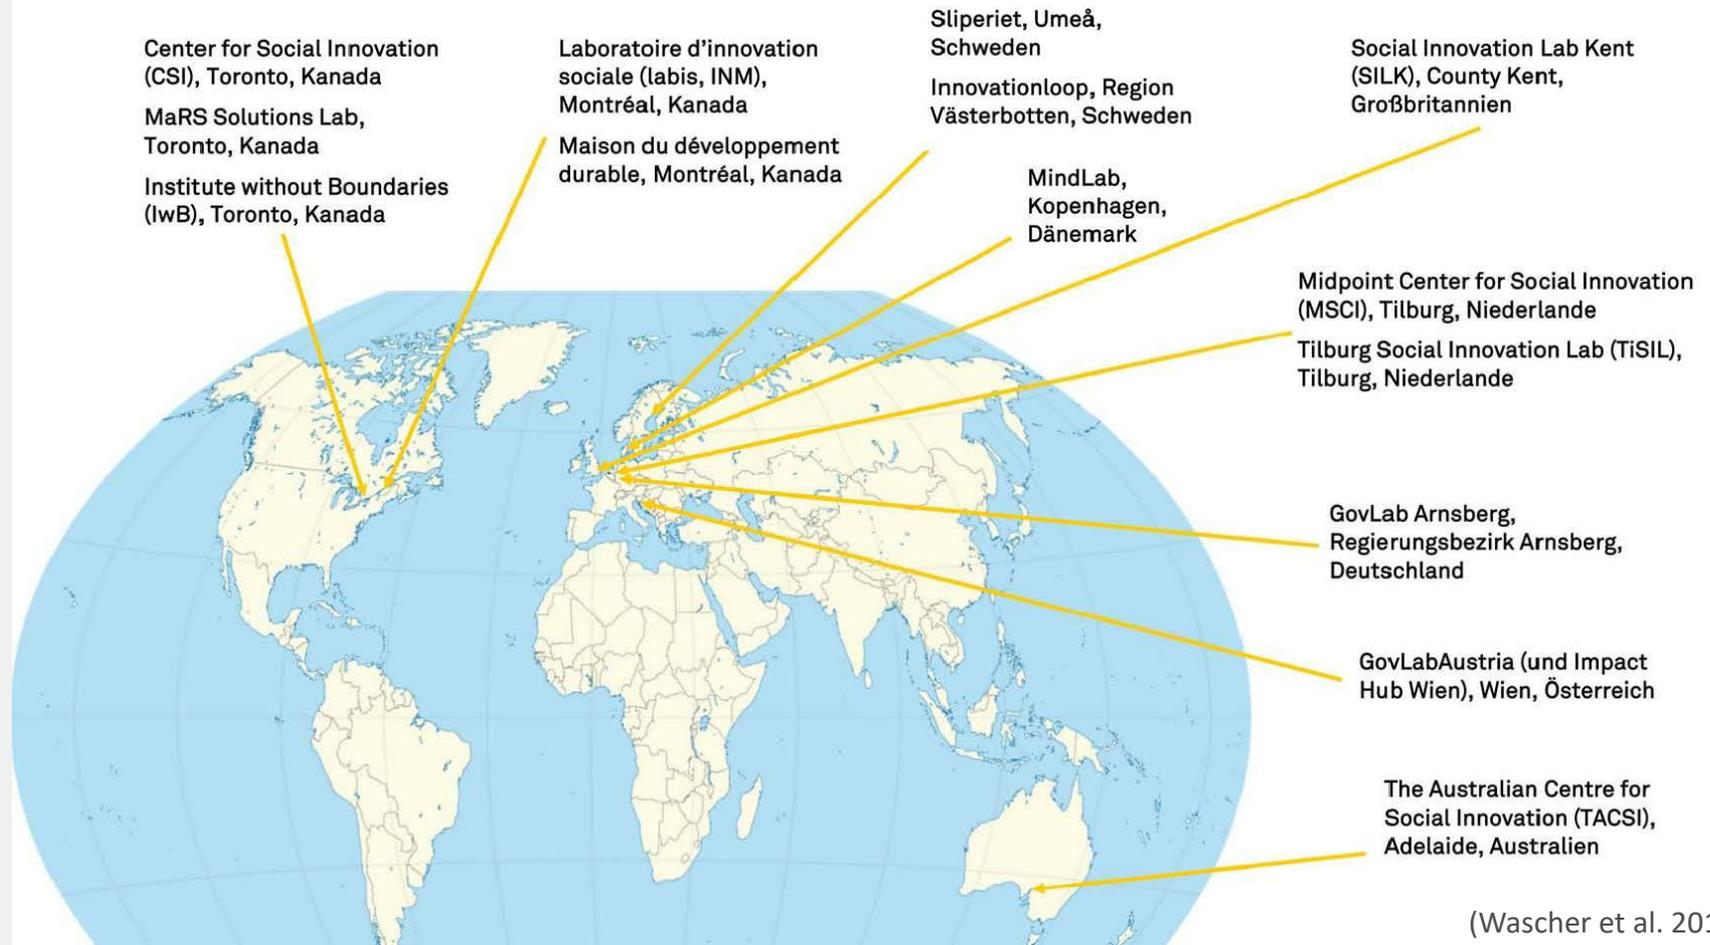 Center for Social Innovation
(CSI), Toronto, Kanada
MaRS Solutions Lab,
Toronto, Kanada
Institute without Boundaries
(IwB), Toronto, Kanada
Laboratoire d’innovation
sociale (labis, INM),
Montréal, Kanada
Maison du développement
durable, Montréal, Kanada
Sliperiet, Umeå,
Schweden
Innovationloop, Region
Västerbotten, Schweden
MindLab,
Kopenhagen,
Dänemark
Social Innovation Lab Kent
(SILK), County Kent,
Großbritannien
Midpoint Center for Social Innovation
(MSCI), Tilburg, Niederlande
Tilburg Social Innovation Lab (TiSIL),
Tilburg, Niederlande
GovLab Arnsberg,
Regierungsbezirk Arnsberg,
Deutschland
GovLabAustria (und Impact
Hub Wien), Wien, Österreich
The Australian Centre for
Social Innovation (TACSI),
Adelaide, Australien
(Wascher et al.